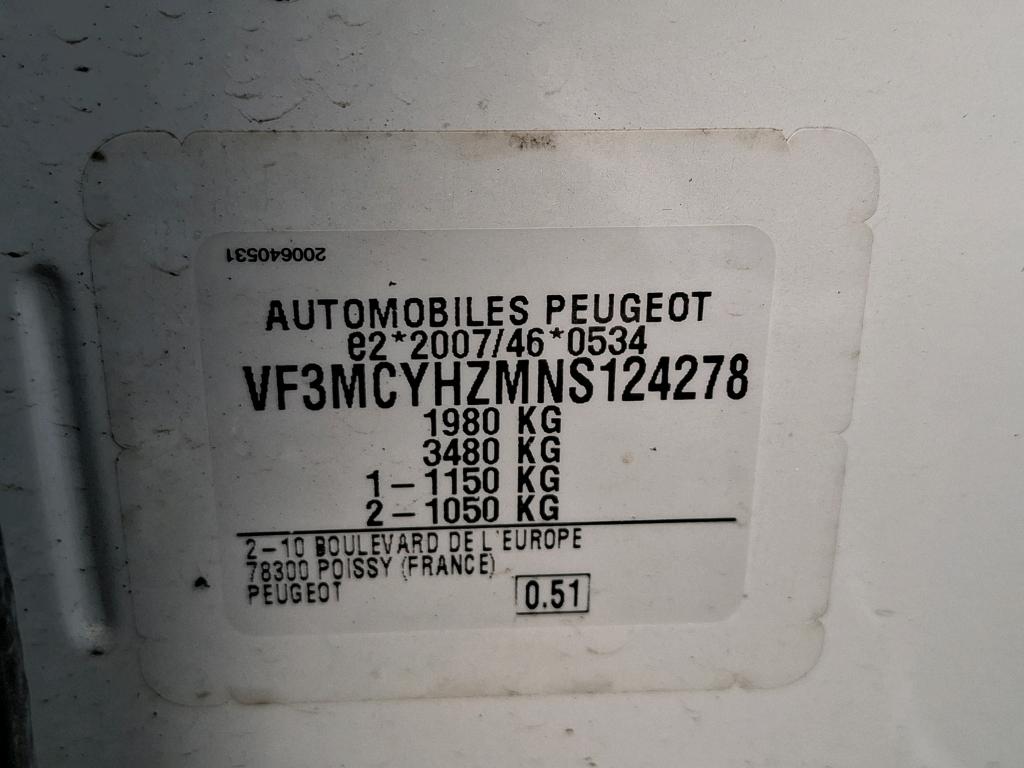 200640531
AUTOMOBILES PEUGEOT
e2*2007/46*0534
VF3MCYHZMNS124278
1980 KG
3480 KG
1 – 1150 KG
2 – 1050 KG
2–10 BOULEVARD DE L'EUROPE
78300 POISSY (FRANCE)
PEUGEOT
0.51